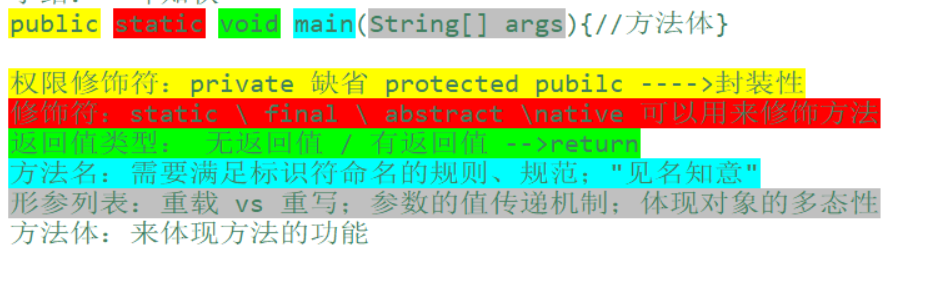 public static void main(String[] args){//方法体}
权限修饰符：private 缺省 protected pubilc ---->封装性
修饰符：static \ final \ abstract \native 可以用来修饰方法
返回值类型： 无返回值 / 有返回值 -->return
方法名：需要满足标识符命名的规则、规范；"见名知意"
形参列表：重载 vs 重写；参数的值传递机制；体现对象的多态性
方法体：来体现方法的功能